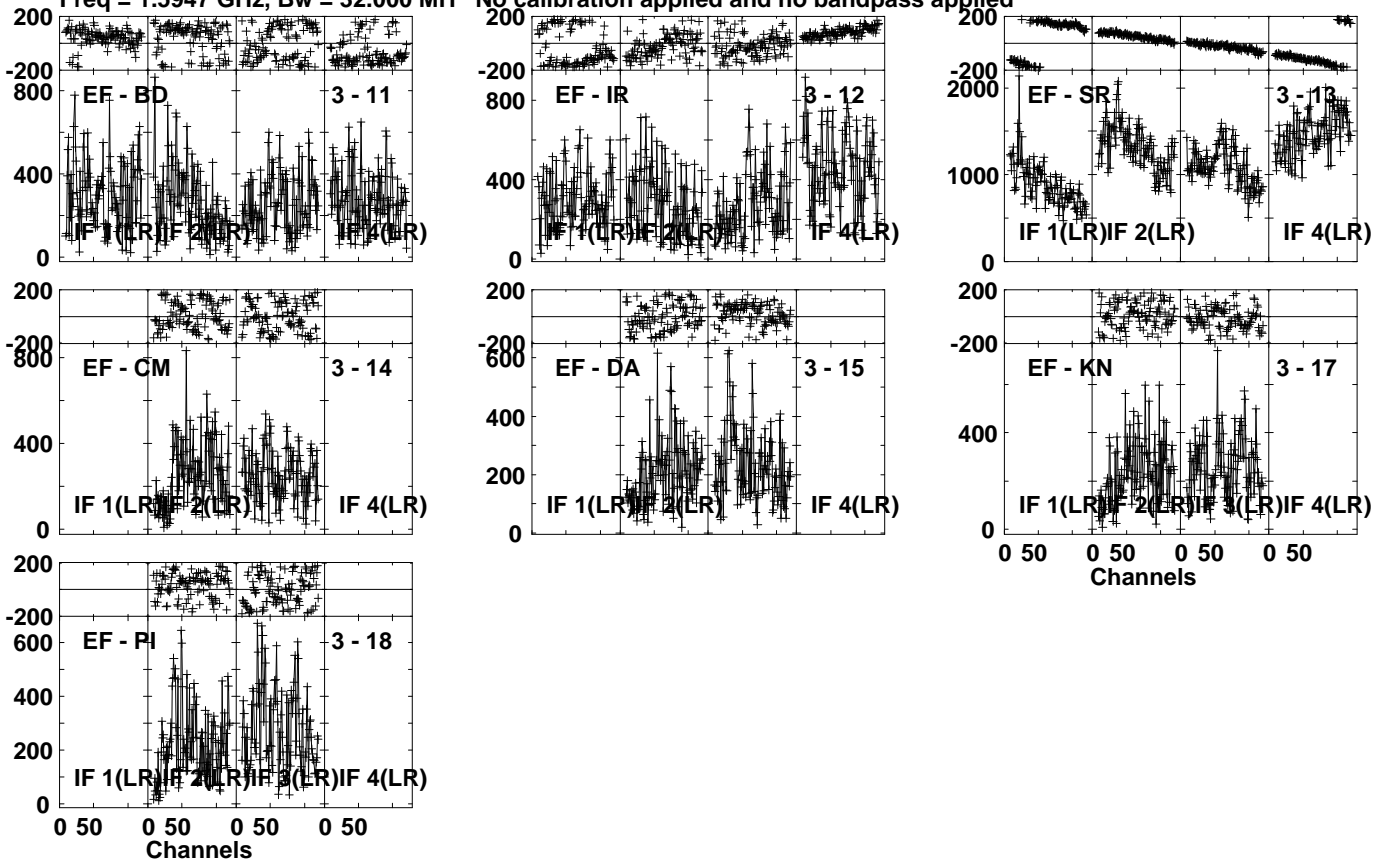 Freq = 1.5947 GHz, Bw = 32.000 MH No calibration applied and no bandpass applied
200
-200
800
400
0
EF - BD
3 - 11
IF 1(LR)
IF 2(LR)
IF 4(LR)
200
-200
800
400
0
EF - IR
3 - 12
IF 1(LR)
IF 2(LR)
IF 4(LR)
200
-200
2000
1000
0
EF - SR
3 - 13
IF 1(LR)
IF 2(LR)
IF 4(LR)
200
-200
800
400
0
EF - CM
3 - 14
IF 1(LR)
IF 2(LR)
IF 4(LR)
200
-200
600
400
200
0
EF - DA
3 - 15
IF 1(LR)
IF 2(LR)
IF 4(LR)
200
-200
400
0
EF - KN
3 - 17
IF 1(LR)
IF 2(LR)
IF 3(LR)
IF 4(LR)
0 50 0 50 0 50 0 50
Channels
200
-200
600
400
200
0
EF - PI
3 - 18
IF 1(LR)
IF 2(LR)
IF 3(LR)
IF 4(LR)
0 50 0 50 0 50 0 50
Channels